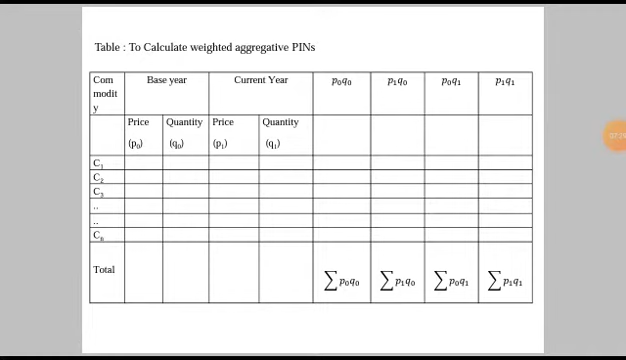 Table : To Calculate weighted aggregative PINs
Com
modit
y
Base year
Current Year
p₀q₀
p₁q₀
p₀q₁
p₁q₁
Price
(p₀)
Quantity
(q₀)
Price
(p₁)
Quantity
(q₁)
C₁
C₂
C₃
..
..
Cₙ
Total
∑p₀q₀
∑p₁q₀
∑p₀q₁
∑p₁q₁